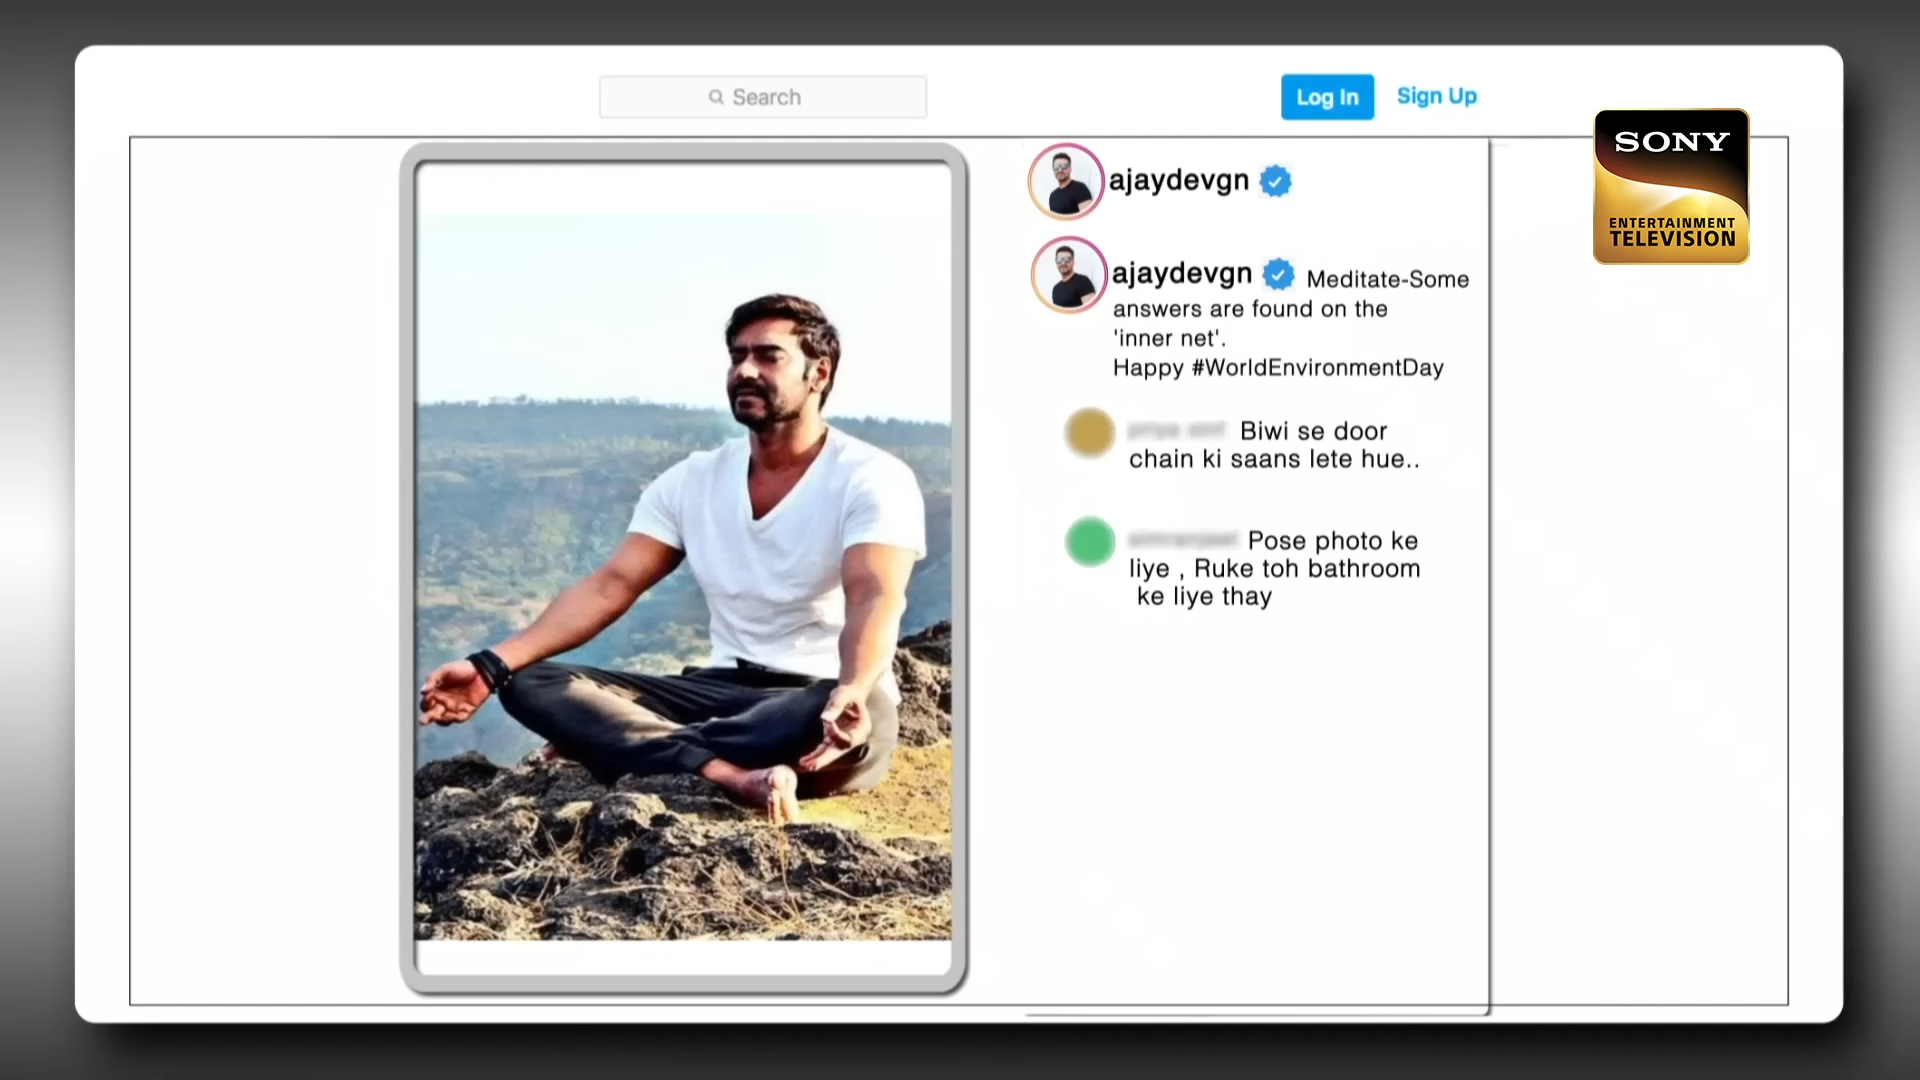 Search
Log In
Sign Up
SONY
ENTERTAINMENT
TELEVISION
ajaydevgn
ajaydevgn Meditate-Some
answers are found on the
'inner net'.
Happy #WorldEnvironmentDay
Biwi se door
chain ki saans lete hue..
Pose photo ke
liye , Ruke toh bathroom
ke liye thay